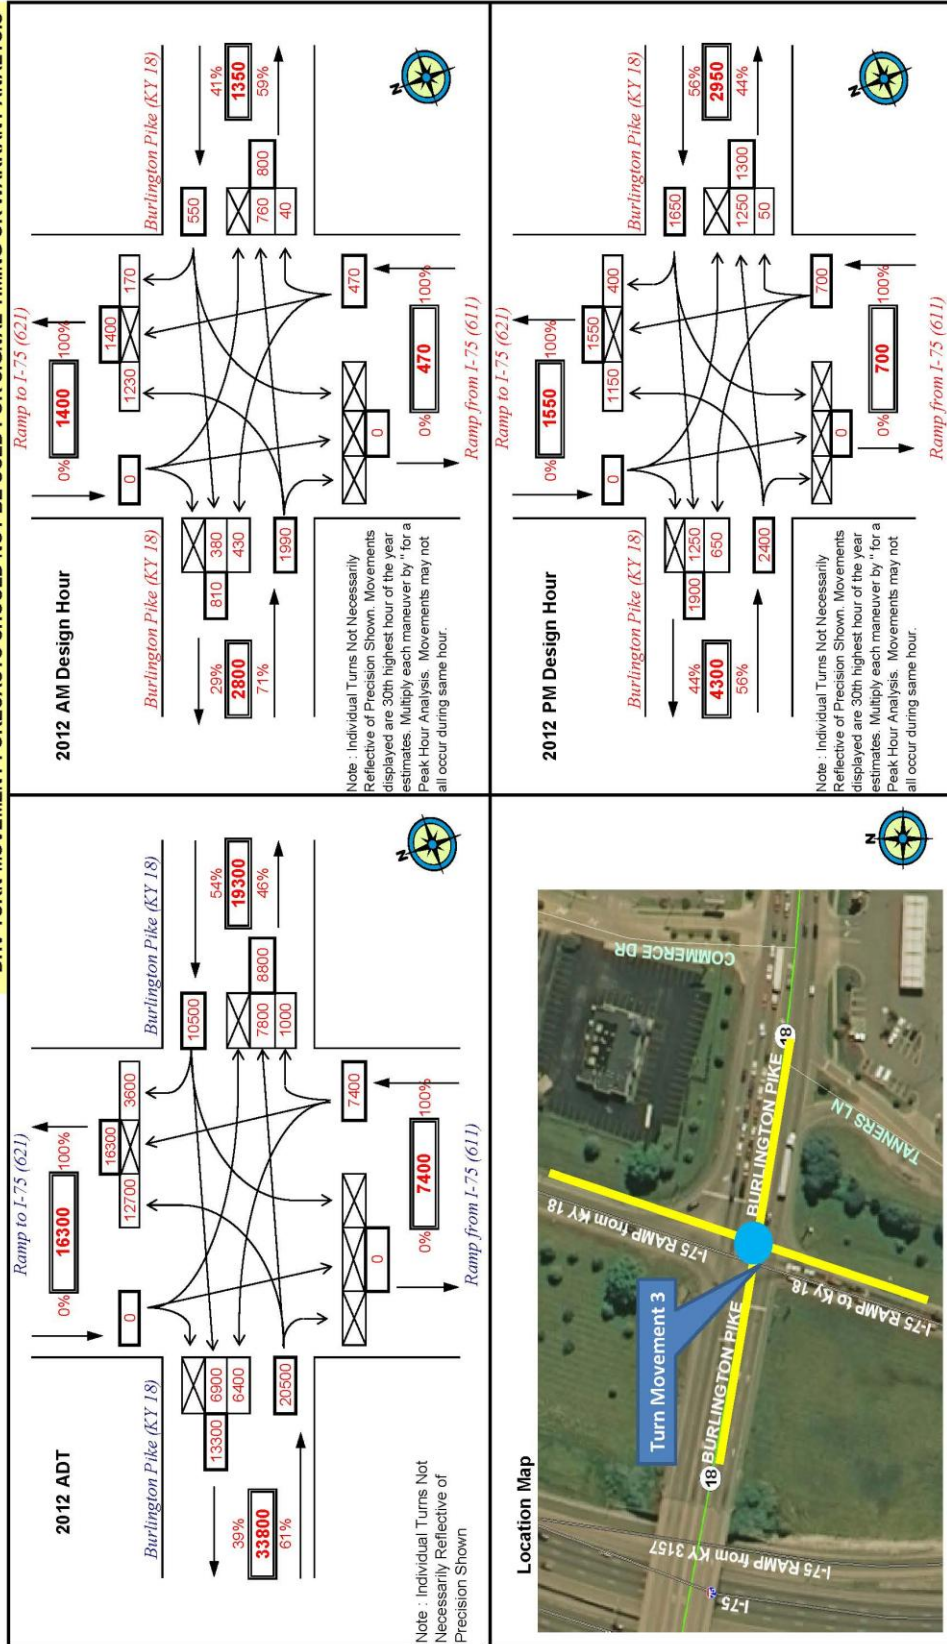 2012 ADT
Ramp to I-75 (621)
0% 16300 100%
0
16300
12700
3600
Burlington Pike (KY 18)
Burlington Pike (KY 18)
10500
54%
19300
46%
39%
33800
61%
13300
6900
6400
20500
7800
1000
8800
0
7400
0% 7400 100%
Ramp from I-75 (611)
Note : Individual Turns Not
Necessarily Reflective of
Precision Shown
N
2012 AM Design Hour
Ramp to I-75 (621)
0% 1400 100%
0
1400
1230
170
Burlington Pike (KY 18)
Burlington Pike (KY 18)
550
41%
1350
59%
29%
2800
71%
810
380
430
1990
760
40
800
0
470
0% 470 100%
Ramp from I-75 (611)
Note : Individual Turns Not Necessarily
Reflective of Precision Shown. Movements
displayed are 30th highest hour of the year
estimates. Multiply each maneuver by " for a
Peak Hour Analysis. Movements may not
all occur during same hour.
N
Location Map
COMMERCE DR
TANNERS LN
BURLINGTON PIKE 18
18 BURLINGTON PIKE
I-75 RAMP from KY 18
I-75 RAMP to Ky 18
I-75 RAMP from KY 3157
I-75
Turn Movement 3
N
2012 PM Design Hour
Ramp to I-75 (621)
0% 1550 100%
0
1550
1150
400
Burlington Pike (KY 18)
Burlington Pike (KY 18)
1650
56%
2950
44%
44%
4300
56%
1900
1250
650
2400
1250
50
1300
0
700
0% 700 100%
Ramp from I-75 (611)
Note : Individual Turns Not Necessarily
Reflective of Precision Shown. Movements
displayed are 30th highest hour of the year
estimates. Multiply each maneuver by " for a
Peak Hour Analysis. Movements may not
all occur during same hour.
N